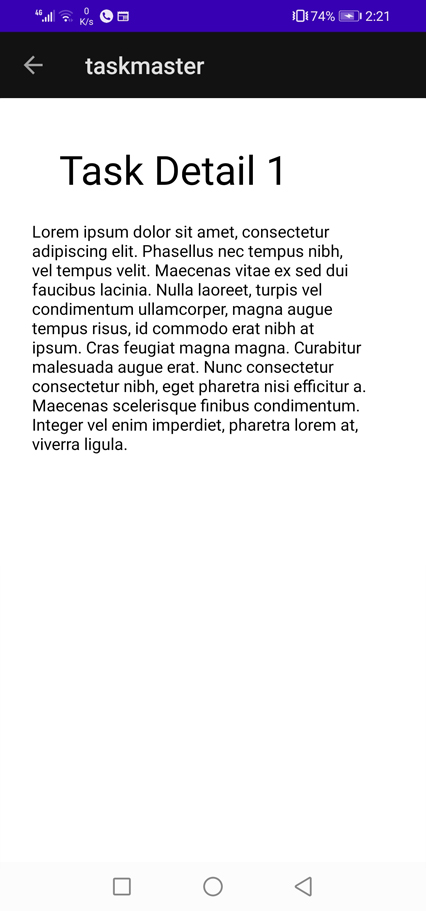 4G 0 K/s 74% 2:21
taskmaster
Task Detail 1
Lorem ipsum dolor sit amet, consectetur
adipiscing elit. Phasellus nec tempus nibh,
vel tempus velit. Maecenas vitae ex sed dui
faucibus lacinia. Nulla laoreet, turpis vel
condimentum ullamcorper, magna augue
tempus risus, id commodo erat nibh at
ipsum. Cras feugiat magna magna. Curabitur
malesuada augue erat. Nunc consectetur
consectetur nibh, eget pharetra nisi efficitur a.
Maecenas scelerisque finibus condimentum.
Integer vel enim imperdiet, pharetra lorem at,
viverra ligula.